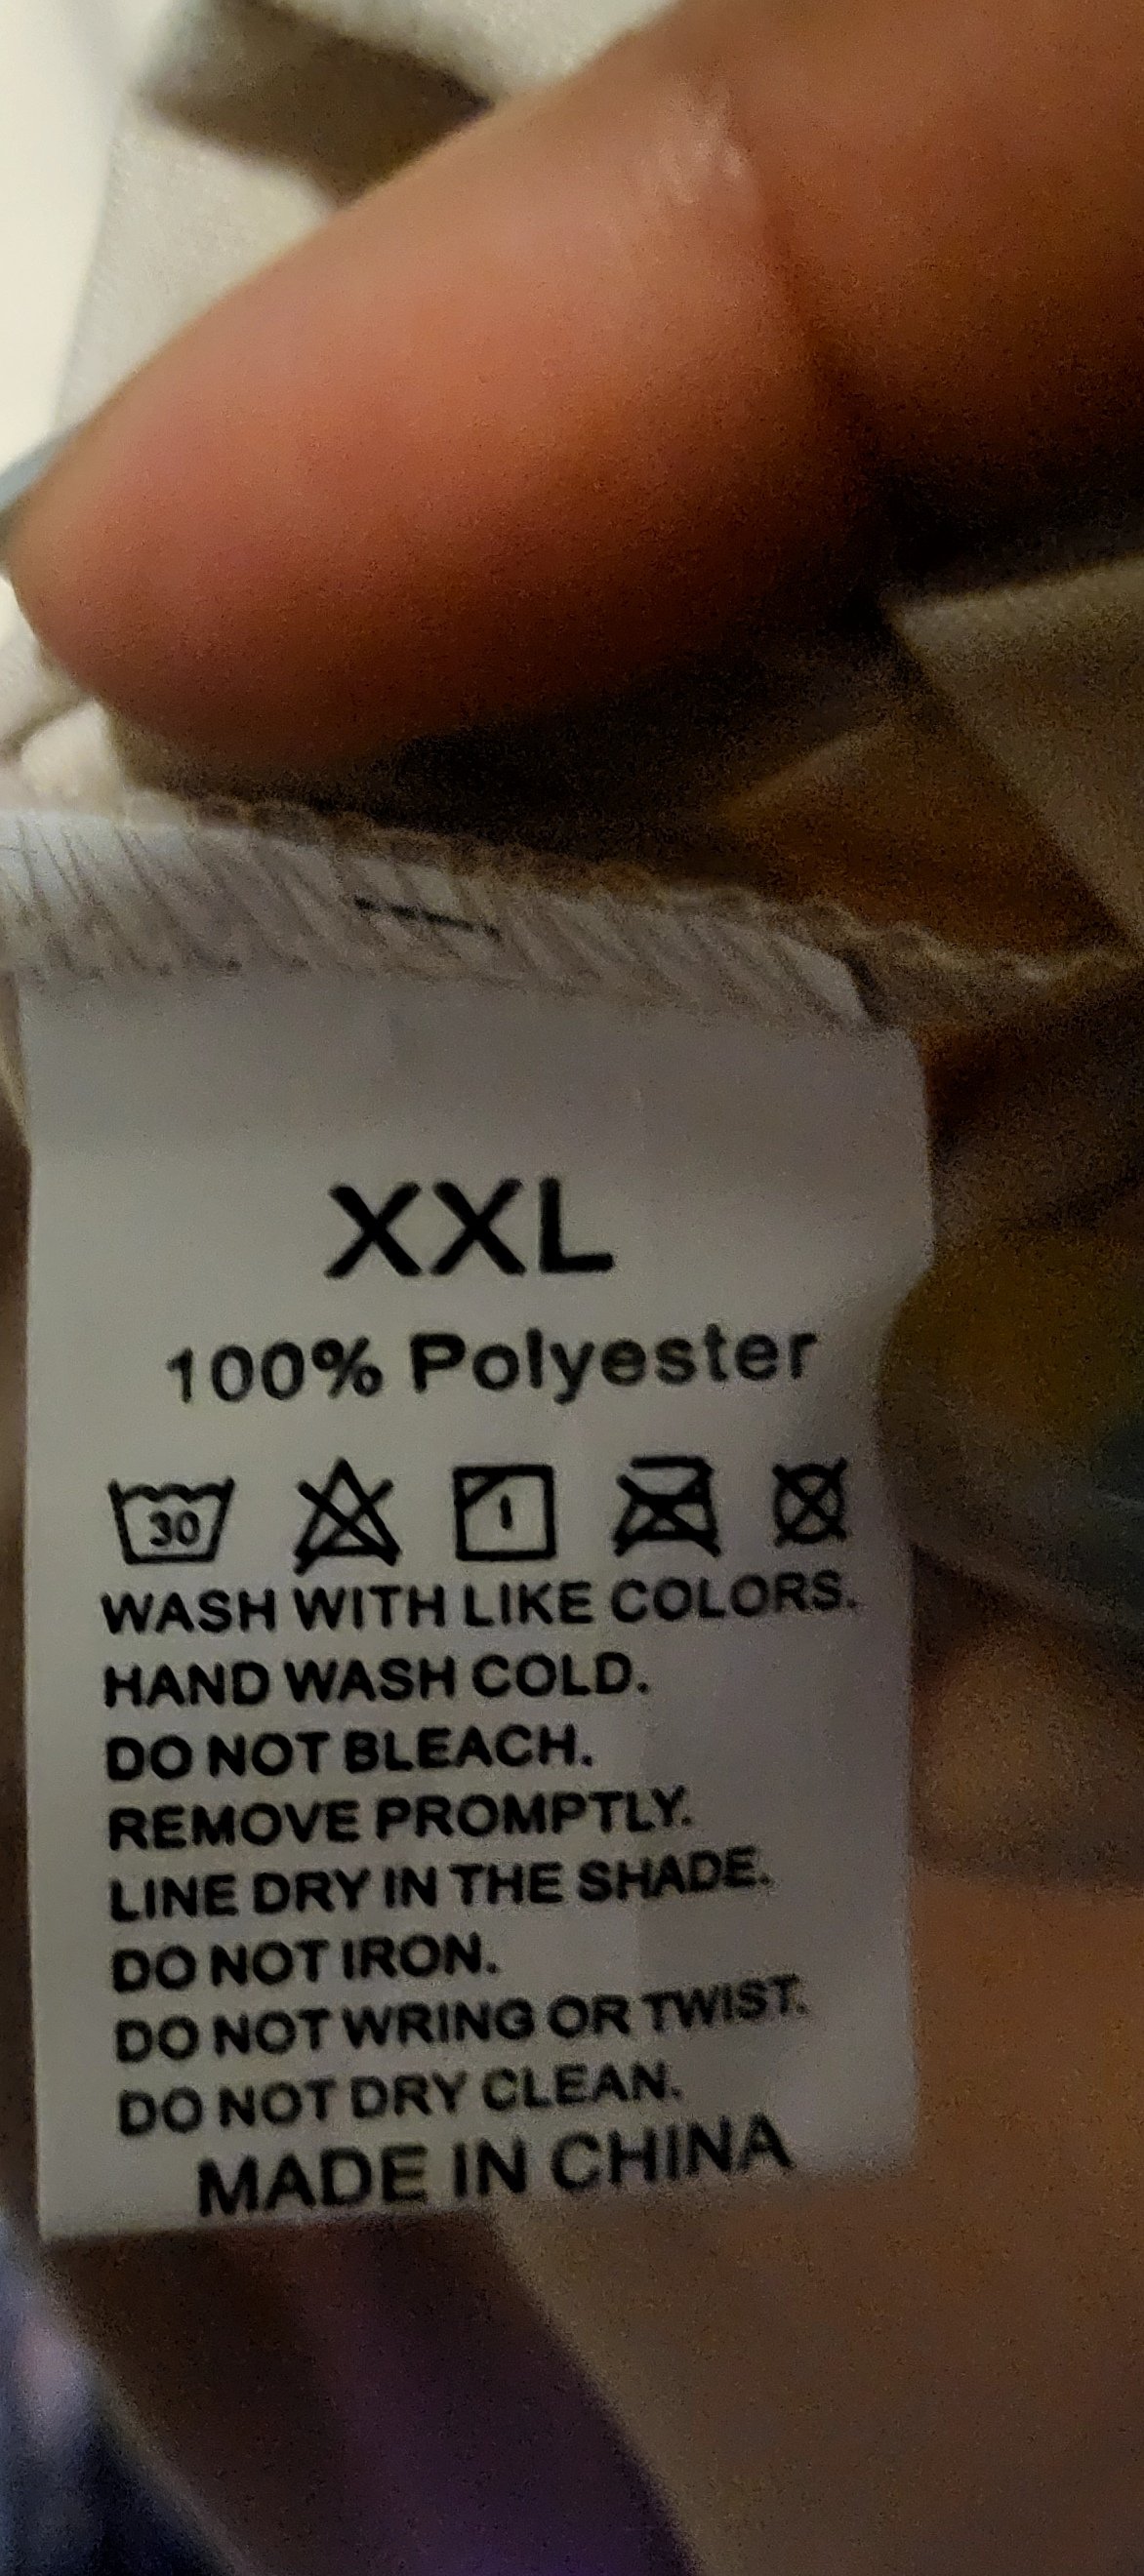 XXL
100% Polyester
30
WASH WITH LIKE COLORS.
HAND WASH COLD.
DO NOT BLEACH.
REMOVE PROMPTLY.
LINE DRY IN THE SHADE.
DO NOT IRON.
DO NOT WRING OR TWIST.
DO NOT DRY CLEAN.
MADE IN CHINA